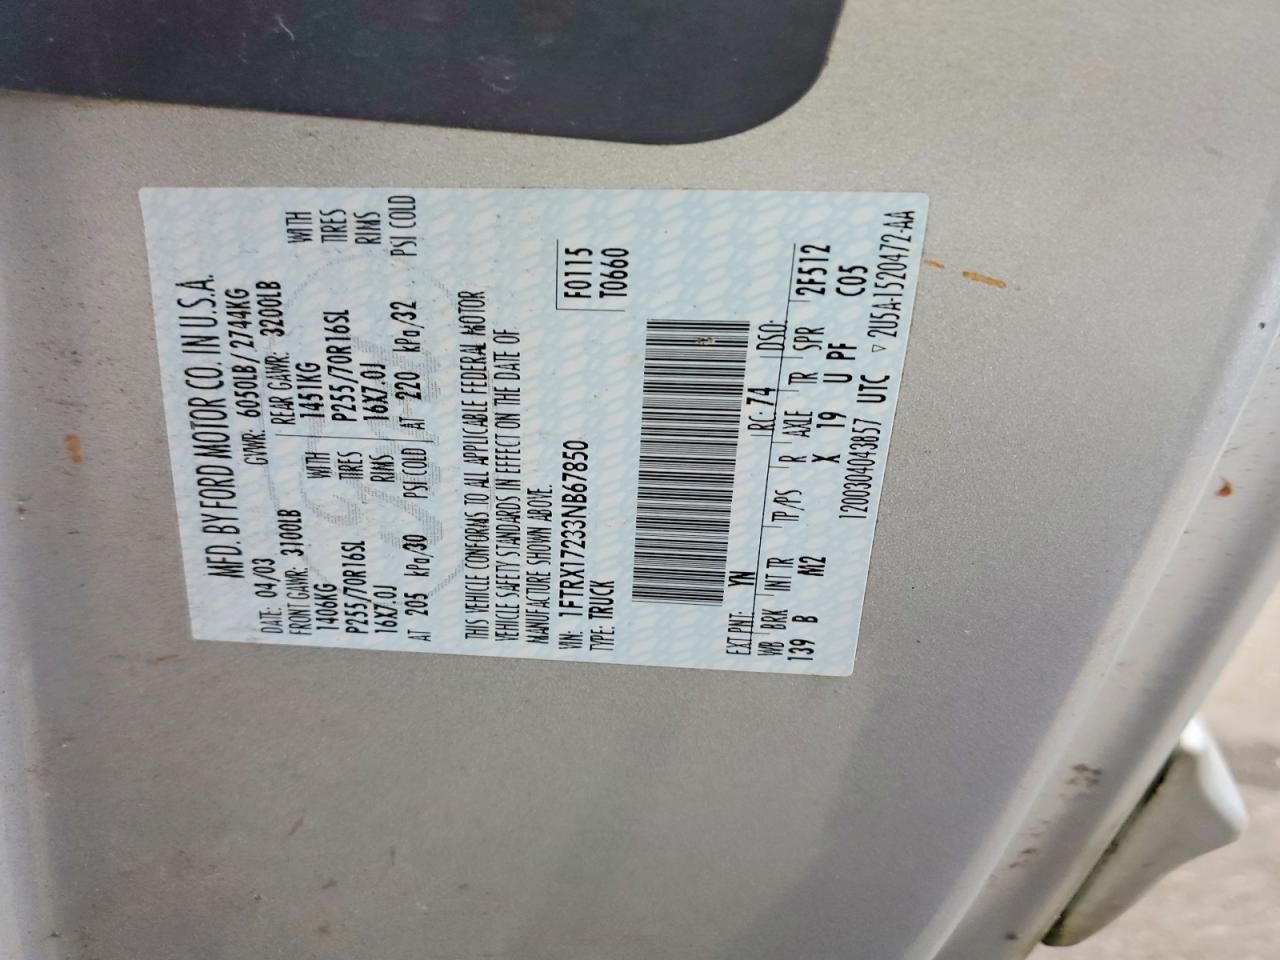 MFD. BY FORD MOTOR CO. IN U.S.A.
DATE: 04/03 GVWR: 6050LB/2744KG
FRONT GAWR: 3100LB REAR GAWR: 3200LB
1406KG WITH 1451KG WITH
P255/70R16SL TIRES P255/70R16SL TIRES
16X7.0J RIMS 16X7.0J RIMS
AT 205 kPa/30 PSI COLD AT 220 kPa/32 PSI COLD
THIS VEHICLE CONFORMS TO ALL APPLICABLE FEDERAL MOTOR
VEHICLE SAFETY STANDARDS IN EFFECT ON THE DATE OF
MANUFACTURE SHOWN ABOVE.
VIN: 1FTRX17233NB67850 F0115
TYPE: TRUCK T0660
EXT PNT: YN RC: 74 DSO:
WB BRK INT TR TP/PS R AXLE TR SPR 2F512
139 B M2 X 19 U PF C05
1200304043857 UTC ▽ 2U5A-1520472-AA